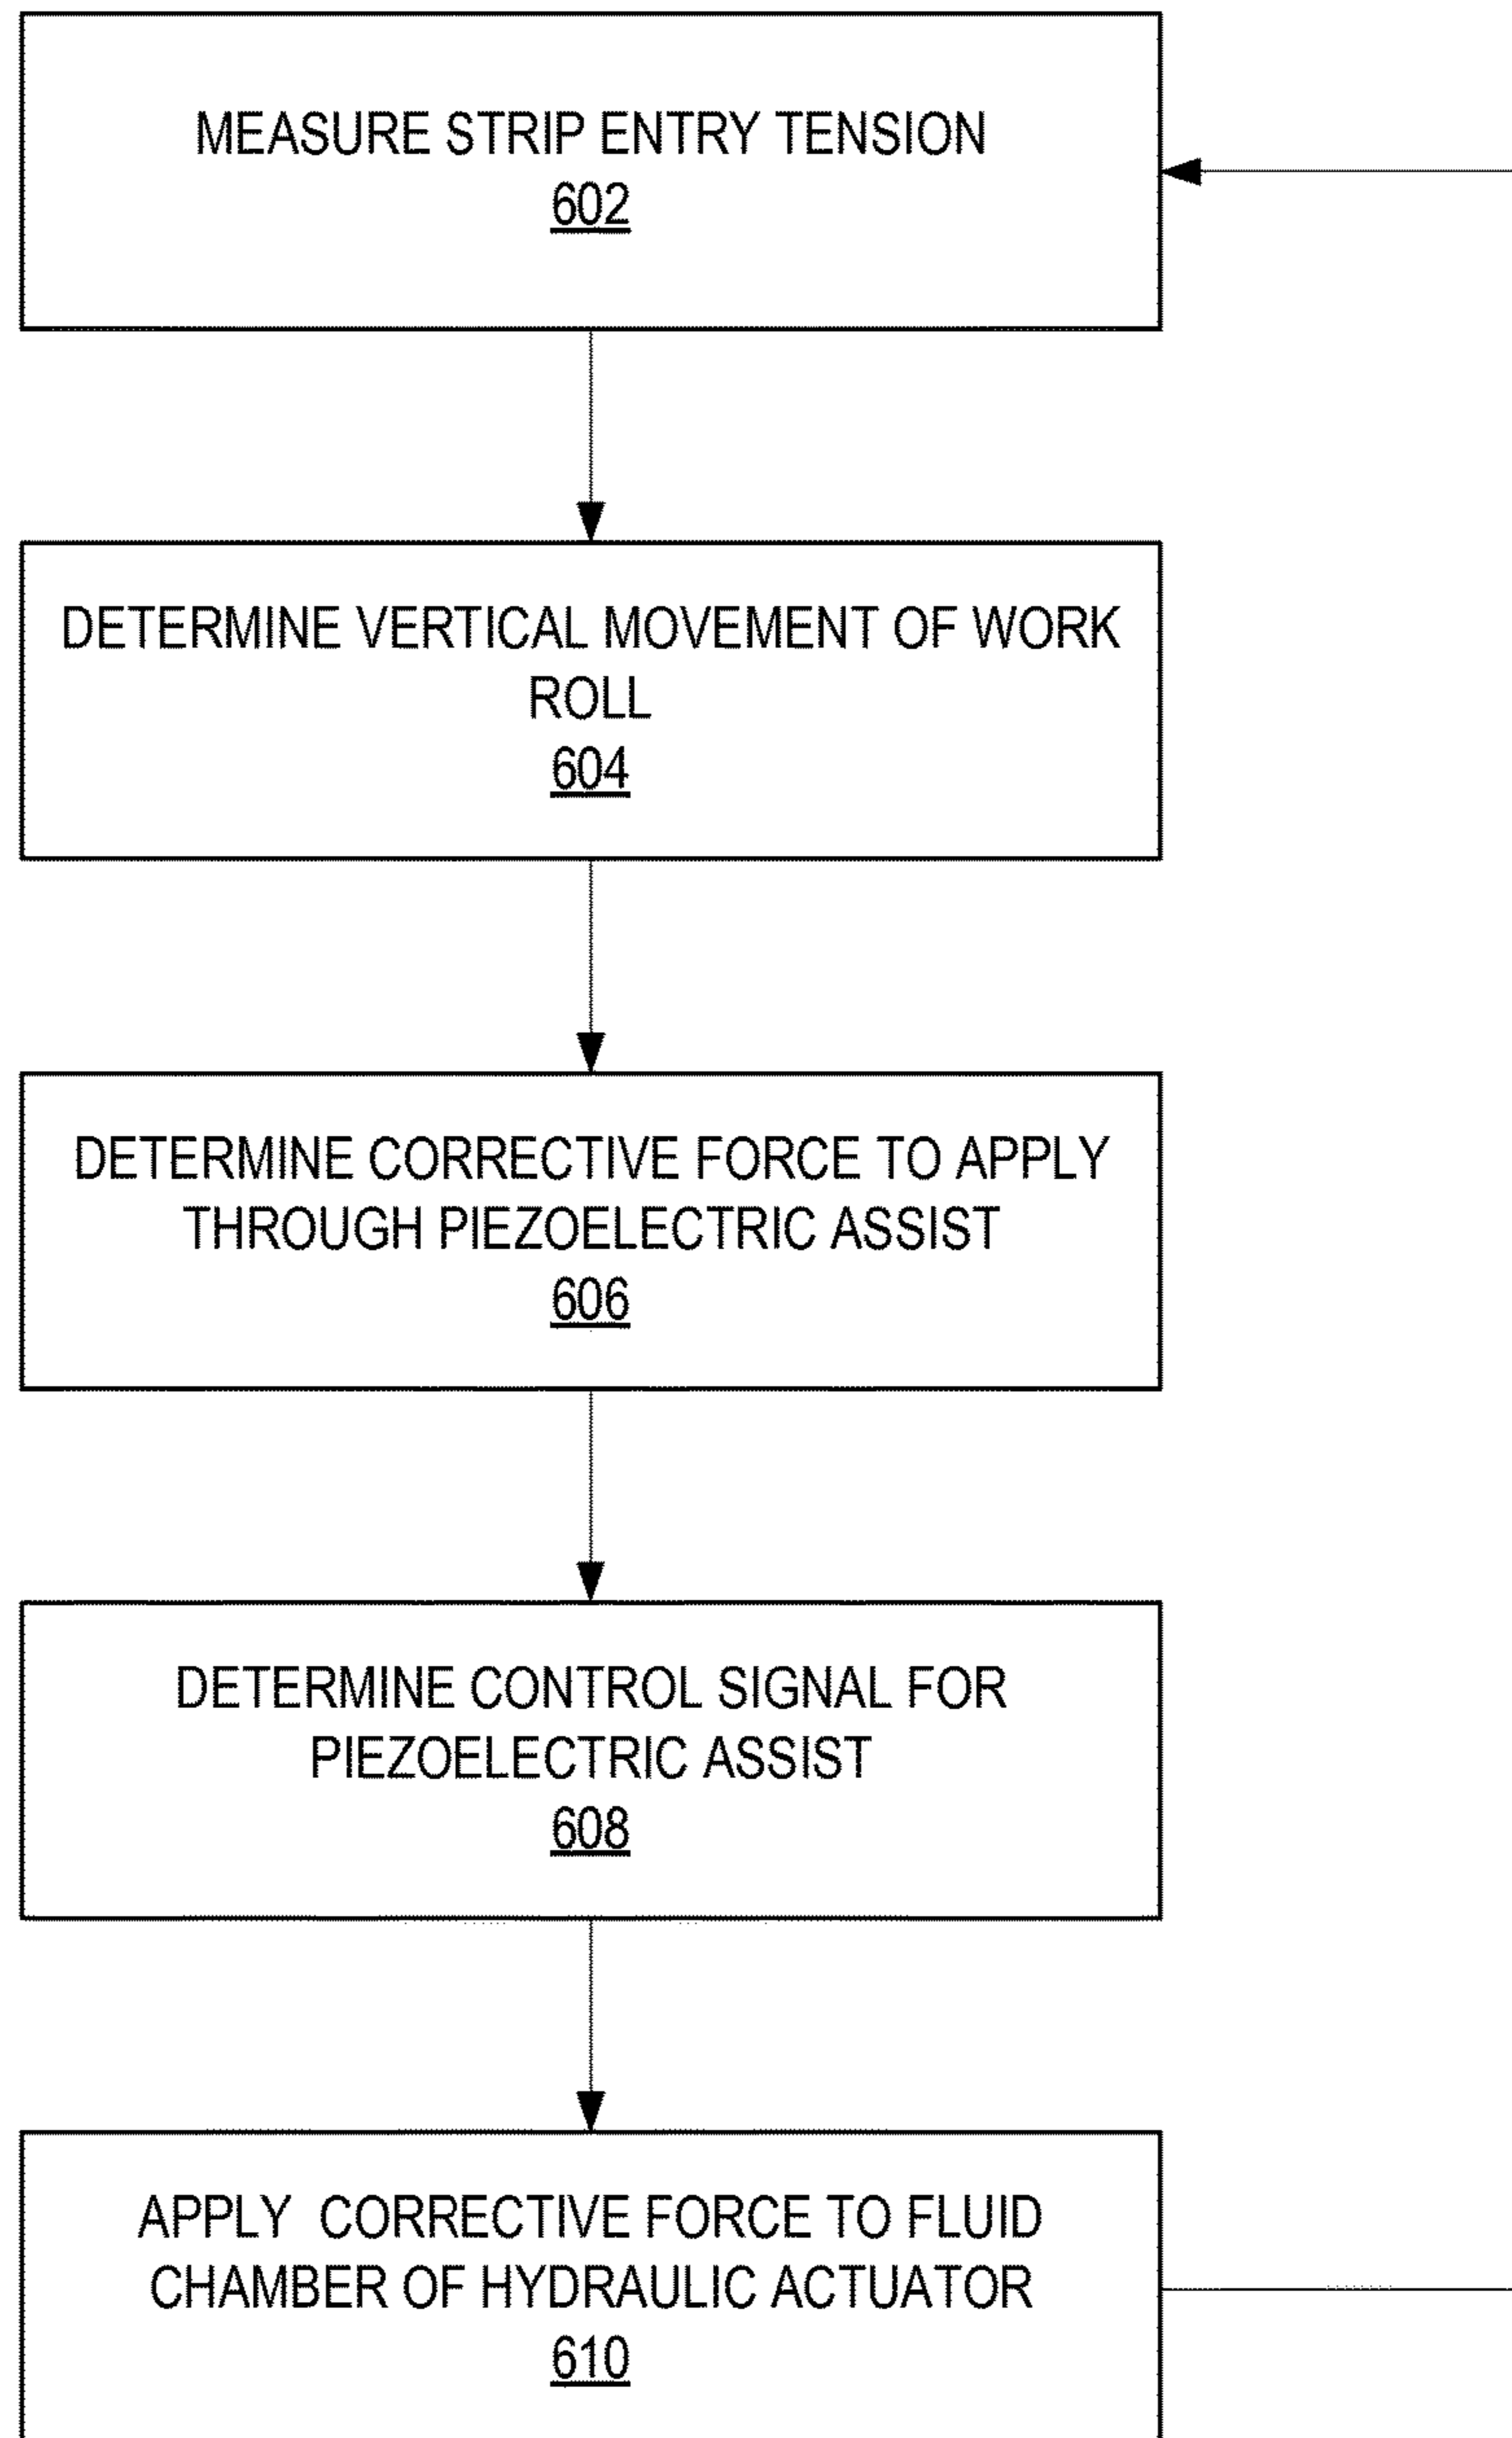 MEASURE STRIP ENTRY TENSION
602
DETERMINE VERTICAL MOVEMENT OF WORK
ROLL
604
DETERMINE CORRECTIVE FORCE TO APPLY
THROUGH PIEZOELECTRIC ASSIST
606
DETERMINE CONTROL SIGNAL FOR
PIEZOELECTRIC ASSIST
608
APPLY CORRECTIVE FORCE TO FLUID
CHAMBER OF HYDRAULIC ACTUATOR
610